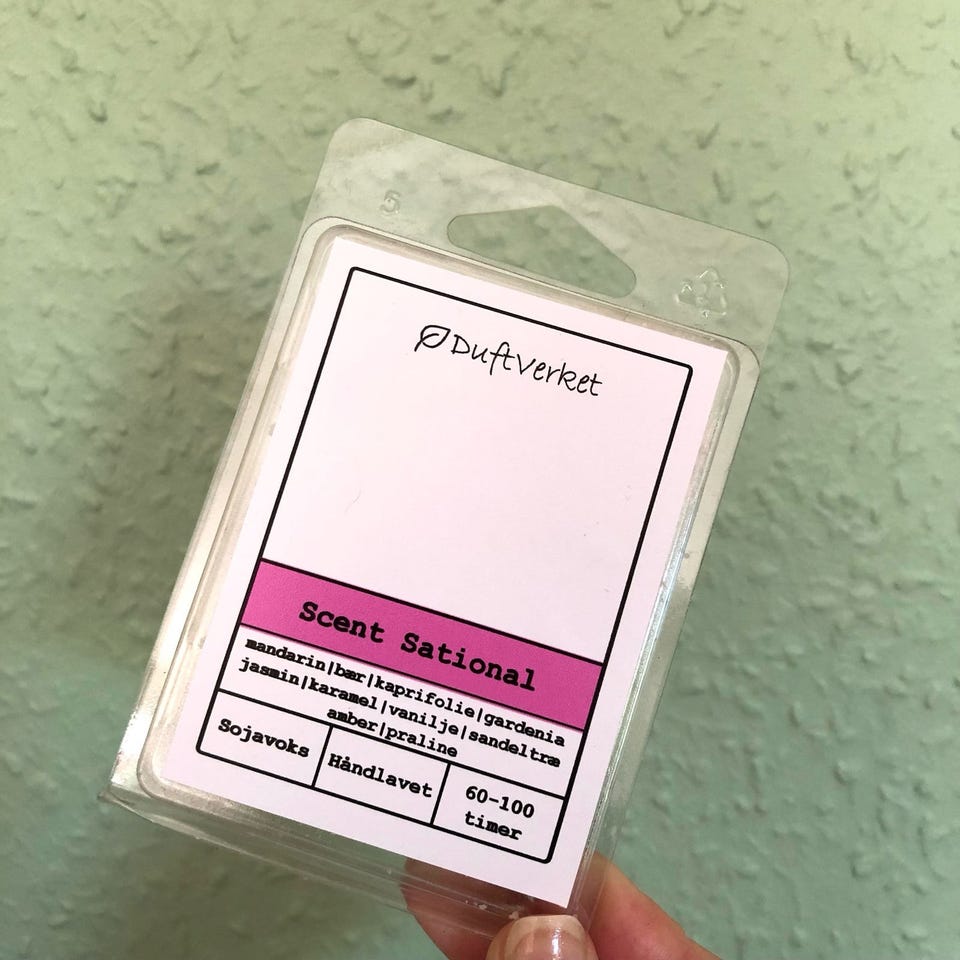 5
DuftVerket
Scent Sational
mandarin|bær|kaprifolie|gardenia
jasmin|karamel|vanilje|sandeltræ
amber|praline
Sojavoks
Håndlavet
60-100
timer